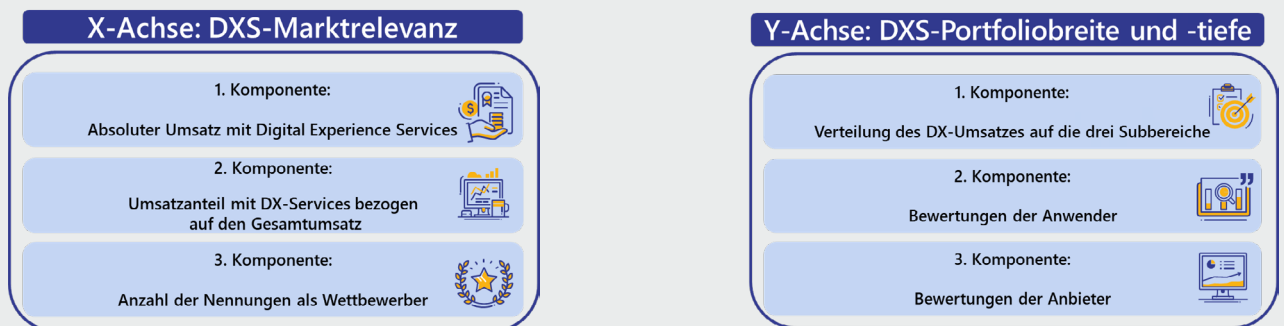 X-Achse: DXS-Marktrelevanz
1. Komponente:
Absoluter Umsatz mit Digital Experience Services
2. Komponente:
Umsatzanteil mit DX-Services bezogen
auf den Gesamtumsatz
3. Komponente:
Anzahl der Nennungen als Wettbewerber
Y-Achse: DXS-Portfoliobreite und -tiefe
1. Komponente:
Verteilung des DX-Umsatzes auf die drei Subbereiche
2. Komponente:
Bewertungen der Anwender
3. Komponente:
Bewertungen der Anbieter